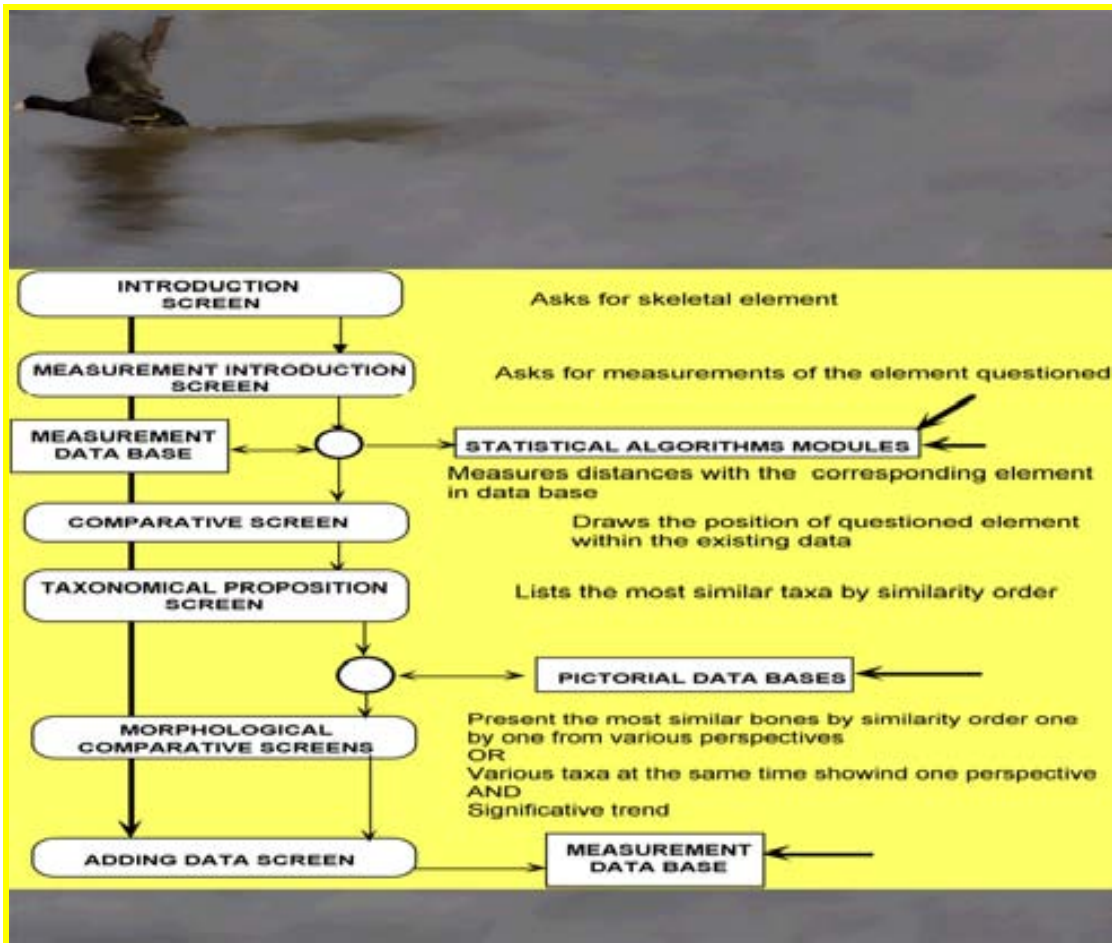 INTRODUCTION
SCREEN
Asks for skeletal element
MEASUREMENT INTRODUCTION
SCREEN
Asks for measurements of the element questioned
MEASUREMENT
DATA BASE
STATISTICAL ALGORITHMS MODULES
Measures distances with the corresponding element
in data base
COMPARATIVE SCREEN
Draws the position of questioned element
within the existing data
TAXONOMICAL PROPOSITION
SCREEN
Lists the most similar taxa by similarity order
PICTORIAL DATA BASES
MORPHOLOGICAL
COMPARATIVE SCREENS
Present the most similar bones by similarity order one
by one from various perspectives
OR
Various taxa at the same time showind one perspective
AND
Significative trend
ADDING DATA SCREEN
MEASUREMENT
DATA BASE